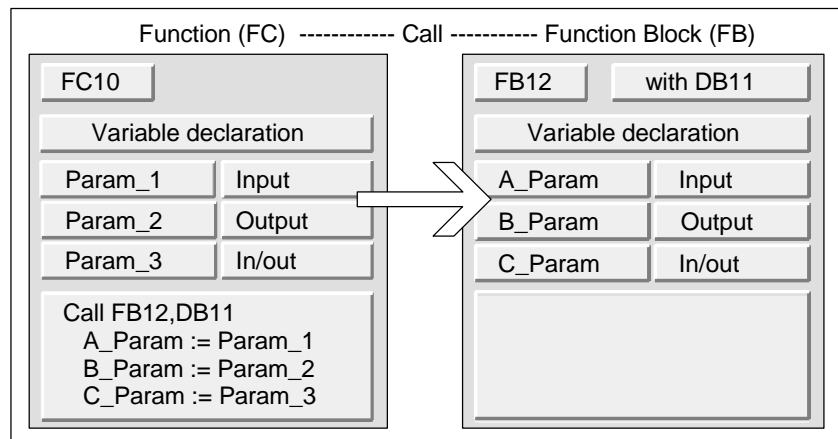 Function (FC) ------------ Call ----------- Function Block (FB)
FC10
Variable declaration
Param_1 Input
Param_2 Output
Param_3 In/out
Call FB12,DB11
A_Param := Param_1
B_Param := Param_2
C_Param := Param_3
FB12 with DB11
Variable declaration
A_Param Input
B_Param Output
C_Param In/out